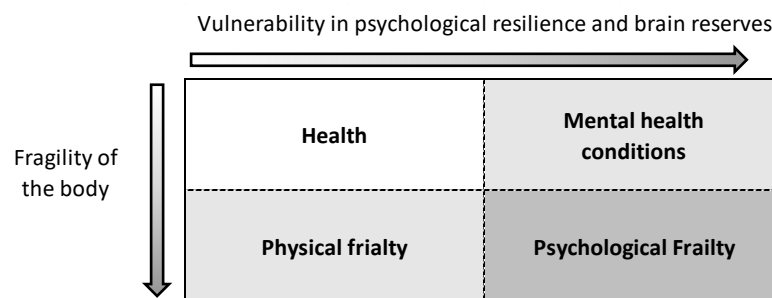 Vulnerability in psychological resilience and brain reserves
Health
Mental health
conditions
Fragility of
the body
Physical frialty
Psychological Frailty